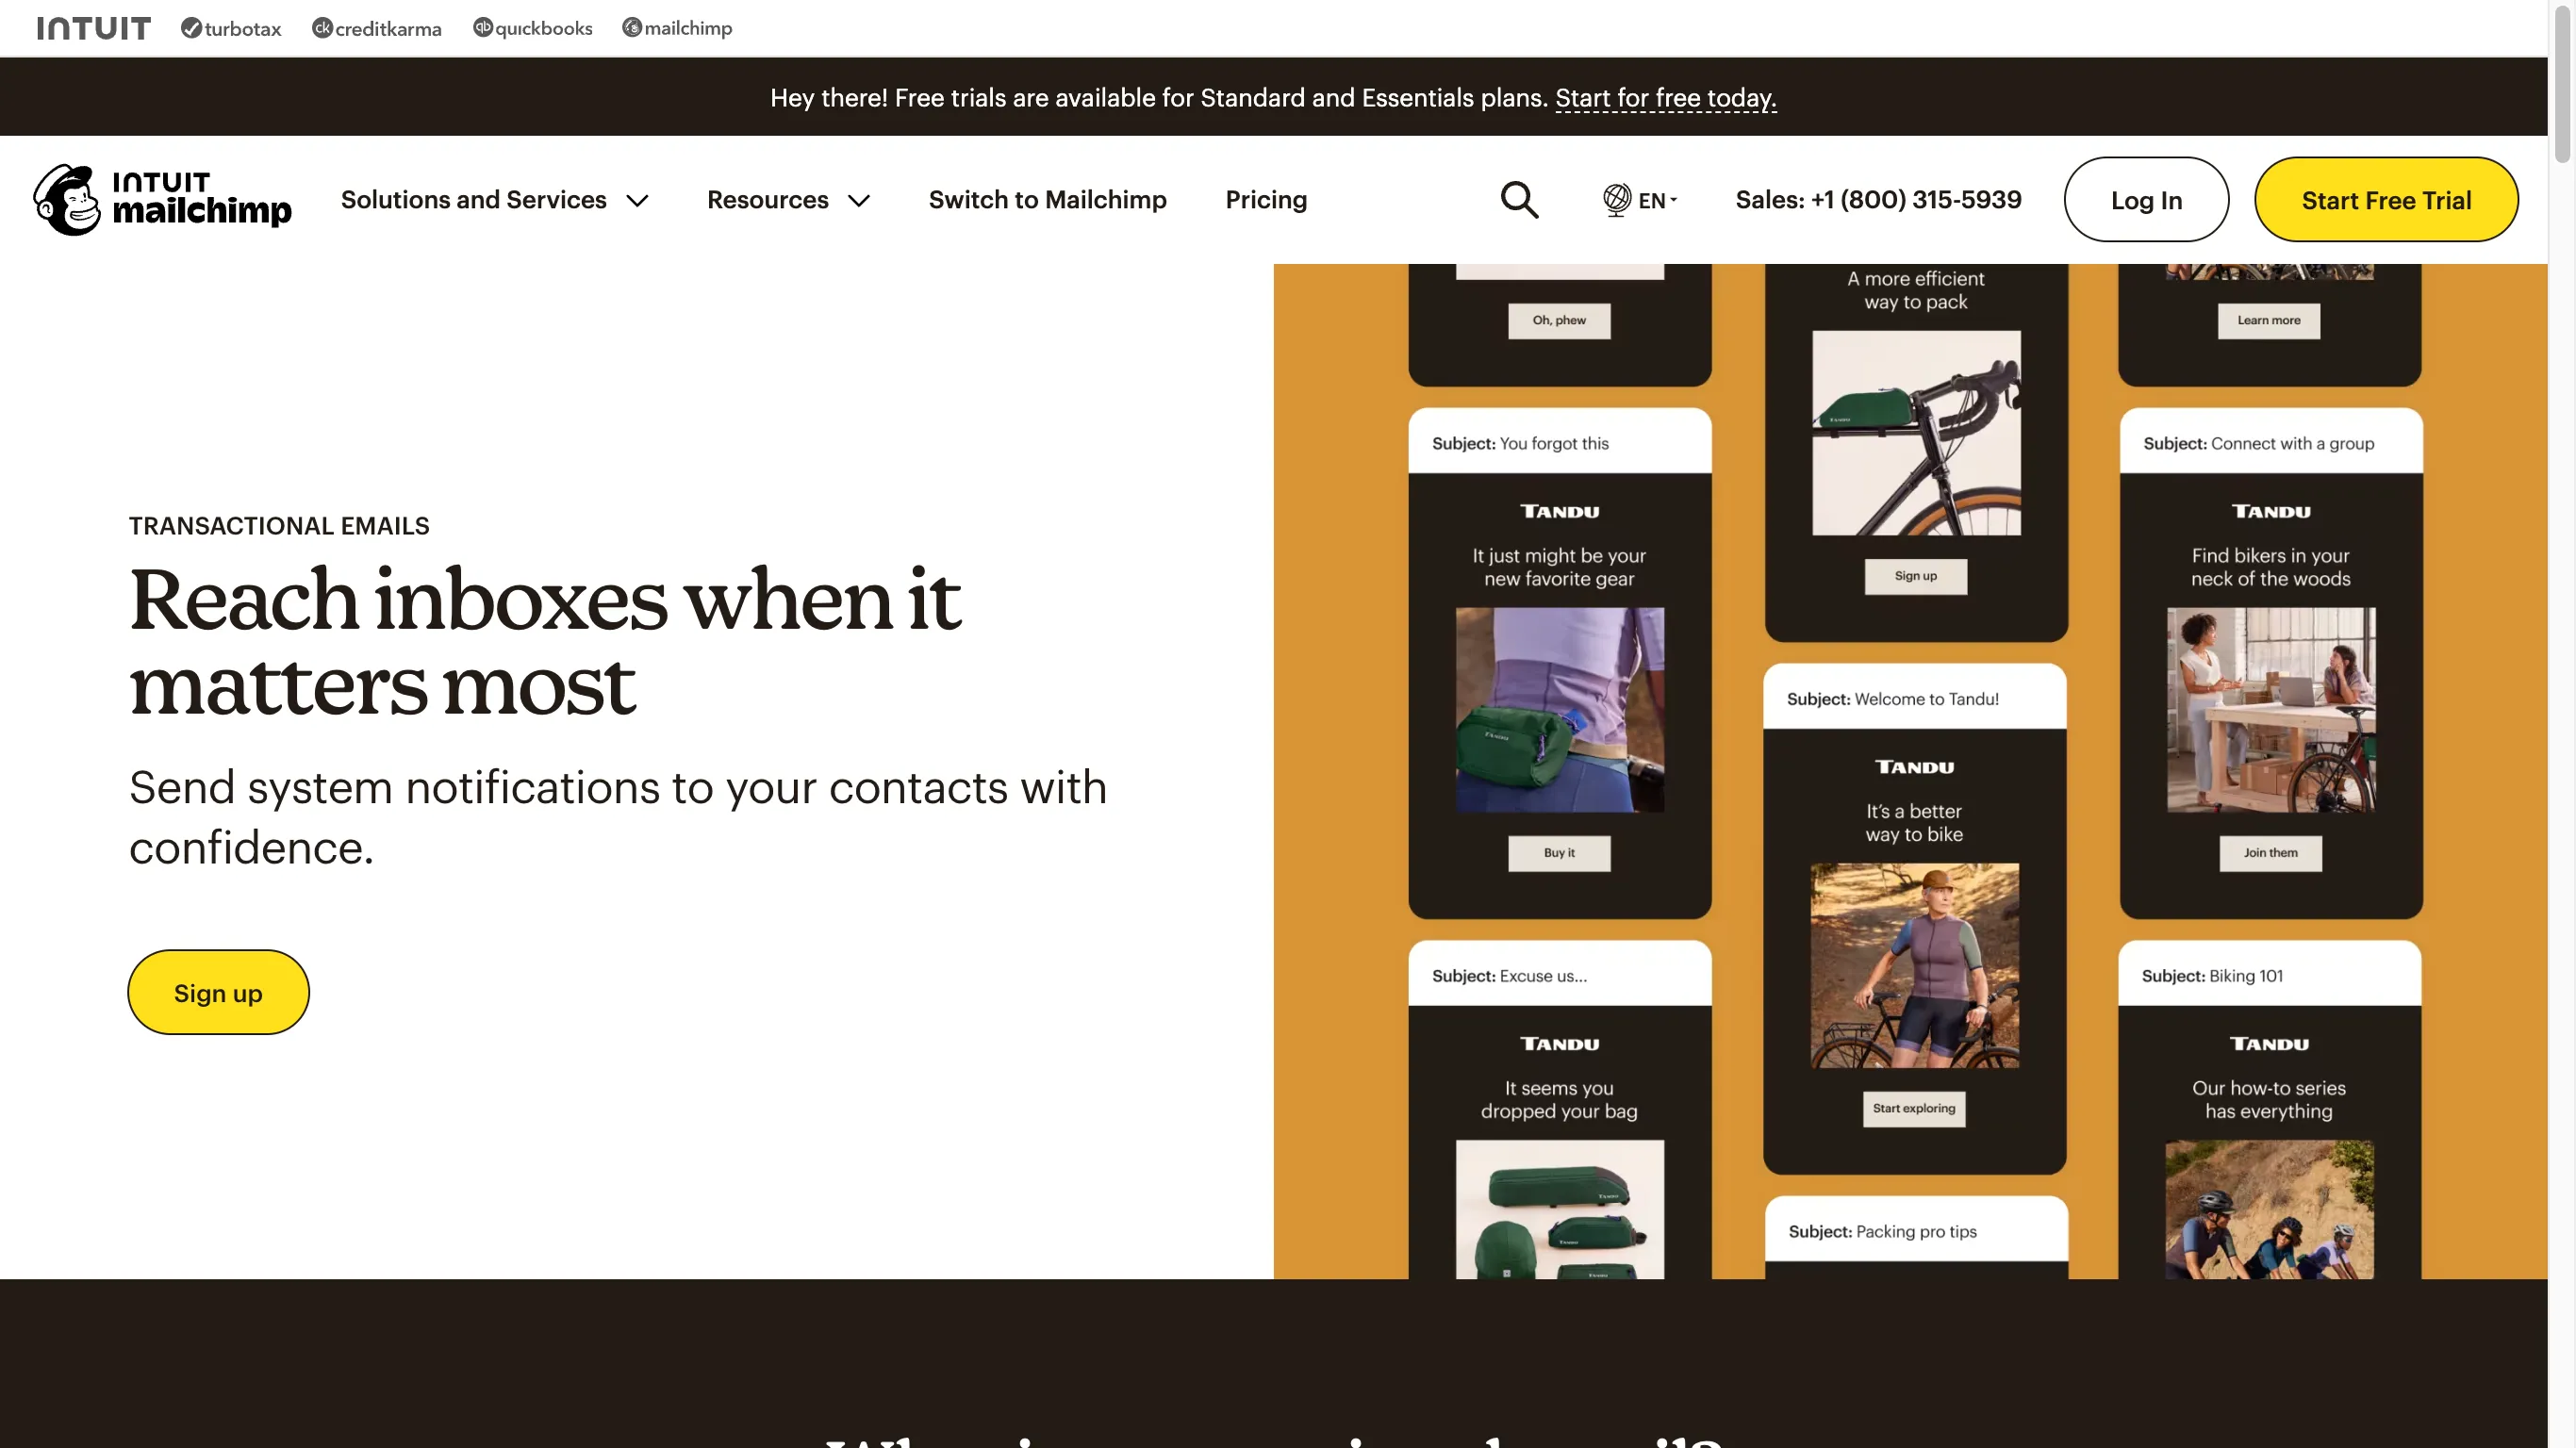 INTUIT turbotax creditkarma quickbooks mailchimp
Hey there! Free trials are available for Standard and Essentials plans. Start for free today.
INTUIT
mailchimp
Solutions and Services
Resources
Switch to Mailchimp
Pricing
EN
Sales: +1 (800) 315-5939
Log In
Start Free Trial
TRANSACTIONAL EMAILS
Reach inboxes when it
matters most
Send system notifications to your contacts with
confidence.
Sign up
Oh, phew
Subject: You forgot this
TANDU
It just might be your
new favorite gear
TANDU
Buy it
Subject: Excuse us...
TANDU
It seems you
dropped your bag
TANDU
TANDU
TANDU
A more efficient
way to pack
TANDU
Sign up
Subject: Welcome to Tandu!
TANDU
It's a better
way to bike
Start exploring
Subject: Packing pro tips
Learn more
Subject: Connect with a group
TANDU
Find bikers in your
neck of the woods
Join them
Subject: Biking 101
TANDU
Our how-to series
has everything